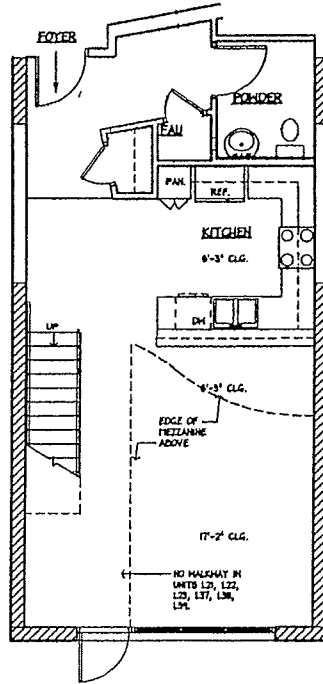 FOYER
POWDER
FAU
PAN.
REF.
KITCHEN
8'-3" CLG.
UP
DW
8'-3" CLG.
EDGE OF
MEZZANINE
ABOVE
17'-2" CLG.
NO WALKWAY IN
UNITS L21, L22,
L23, L37, L38,
L39.